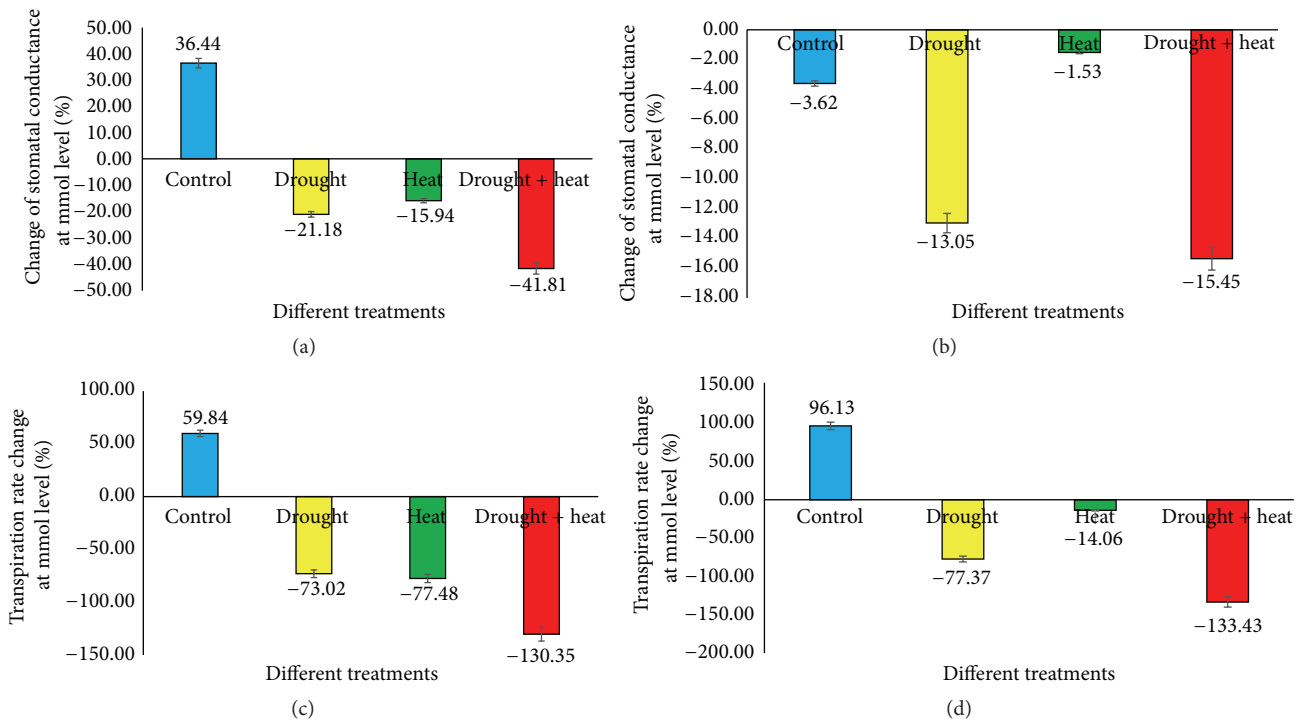 Change of stomatal conductance
at mmol level (%)
50.00
40.00
30.00
20.00
10.00
0.00
−10.00
−20.00
−30.00
−40.00
−50.00
36.44
Control
Drought
Heat
Drought + heat
−21.18
−15.94
−41.81
Different treatments
(a)
Change of stomatal conductance
at mmol level (%)
0.00
−2.00
−4.00
−6.00
−8.00
−10.00
−12.00
−14.00
−16.00
−18.00
Control
Drought
Heat
Drought + heat
−3.62
−13.05
−1.53
−15.45
Different treatments
(b)
Transpiration rate change
at mmol level (%)
100.00
50.00
0.00
−50.00
−100.00
−150.00
59.84
Control
Drought
Heat
Drought + heat
−73.02
−77.48
−130.35
Different treatments
(c)
Transpiration rate change
at mmol level (%)
150.00
100.00
50.00
0.00
−50.00
−100.00
−150.00
−200.00
96.13
Control
Drought
Heat
Drought + heat
−77.37
−14.06
−133.43
Different treatments
(d)